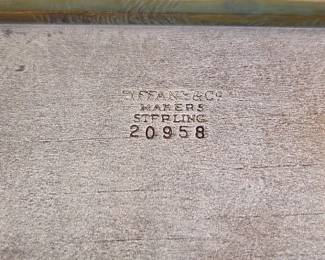 TIFFANY & Co.
MAKERS
STERLING
20958